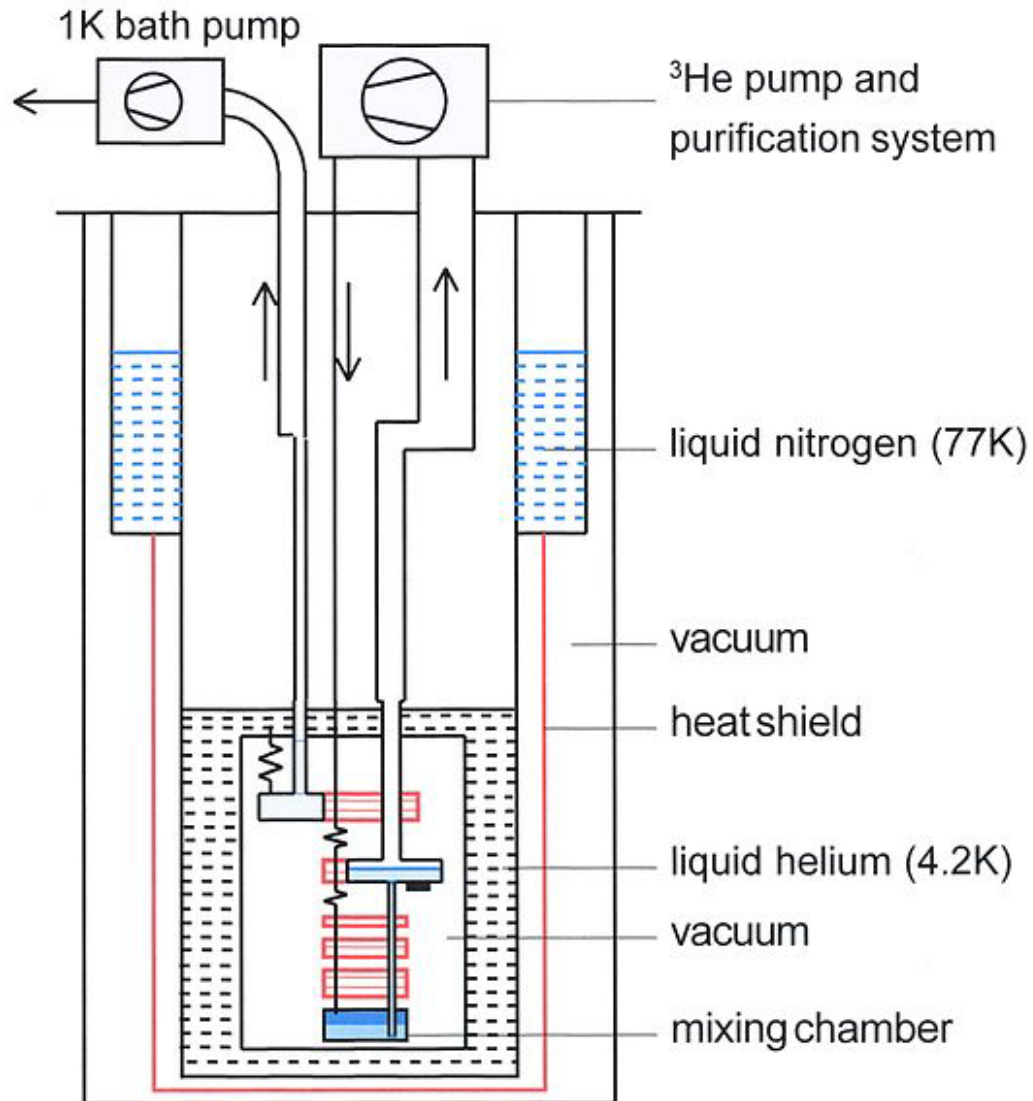 1K bath pump
³He pump and
purification system
liquid nitrogen (77K)
vacuum
heat shield
liquid helium (4.2K)
vacuum
mixing chamber